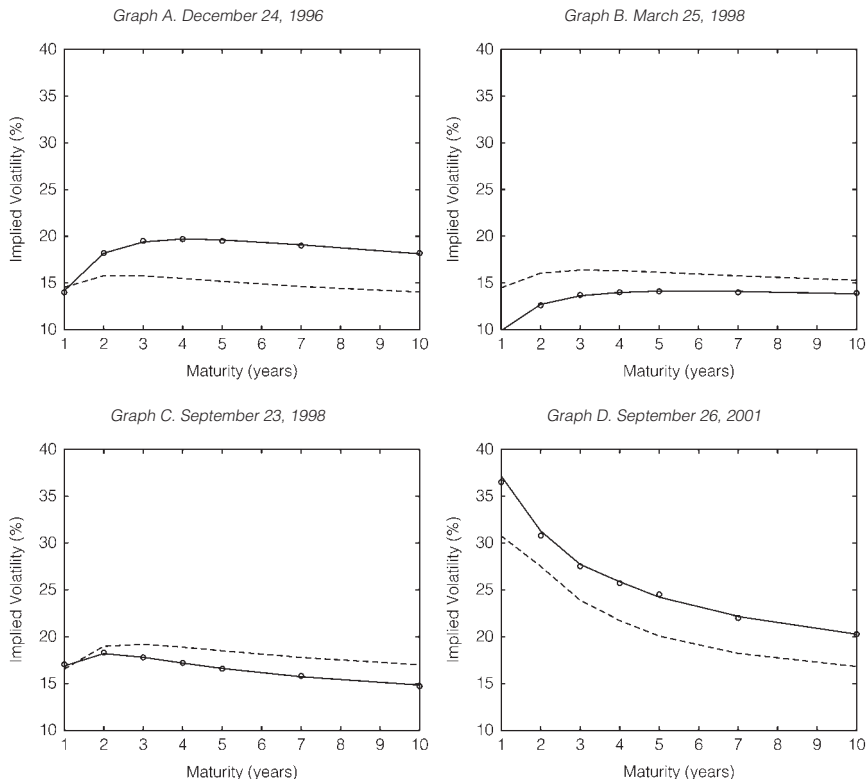 Graph A. December 24, 1996
40
35
30
25
20
15
10
Implied Volatility (%)
1 2 3 4 5 6 7 8 9 10
Maturity (years)
Graph B. March 25, 1998
40
35
30
25
20
15
10
Implied Volatility (%)
1 2 3 4 5 6 7 8 9 10
Maturity (years)
Graph C. September 23, 1998
40
35
30
25
20
15
10
Implied Volatility (%)
1 2 3 4 5 6 7 8 9 10
Maturity (years)
Graph D. September 26, 2001
40
35
30
25
20
15
10
Implied Volatility (%)
1 2 3 4 5 6 7 8 9 10
Maturity (years)